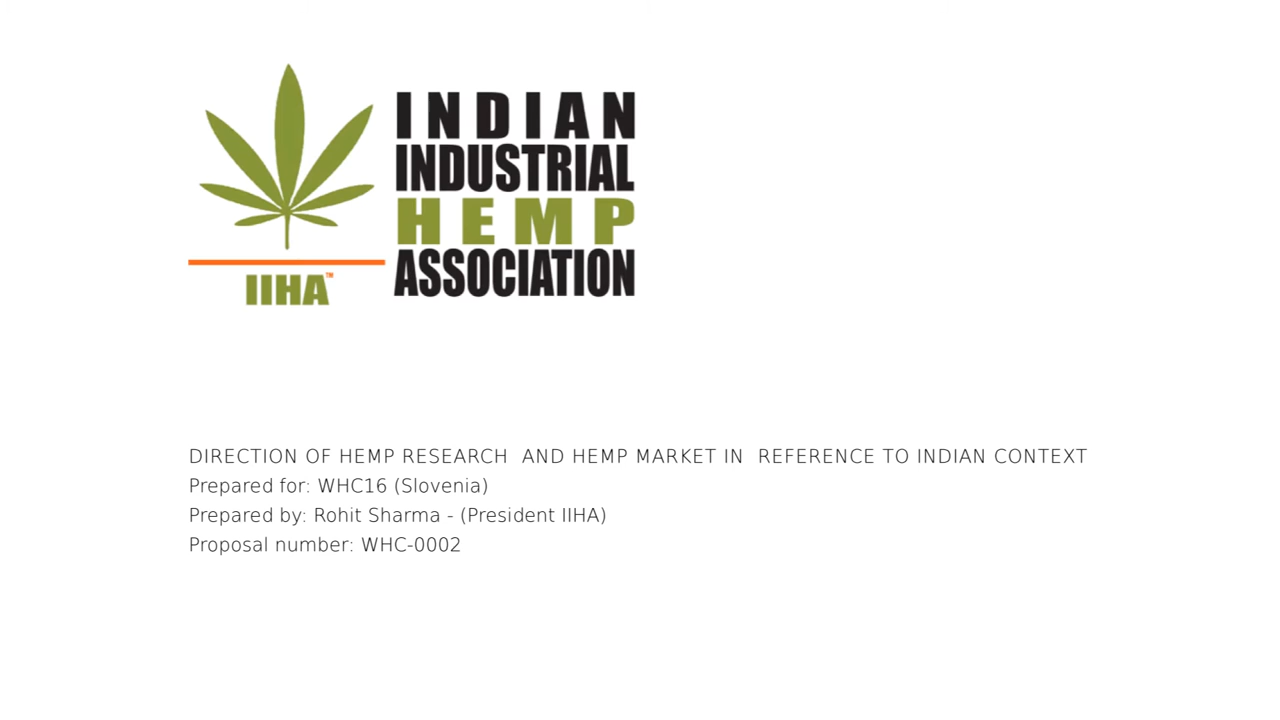 INDIAN
INDUSTRIAL
HEMP
ASSOCIATION
IIHA™
DIRECTION OF HEMP RESEARCH  AND HEMP MARKET IN  REFERENCE TO INDIAN CONTEXT
Prepared for: WHC16 (Slovenia)
Prepared by: Rohit Sharma - (President IIHA)
Proposal number: WHC-0002